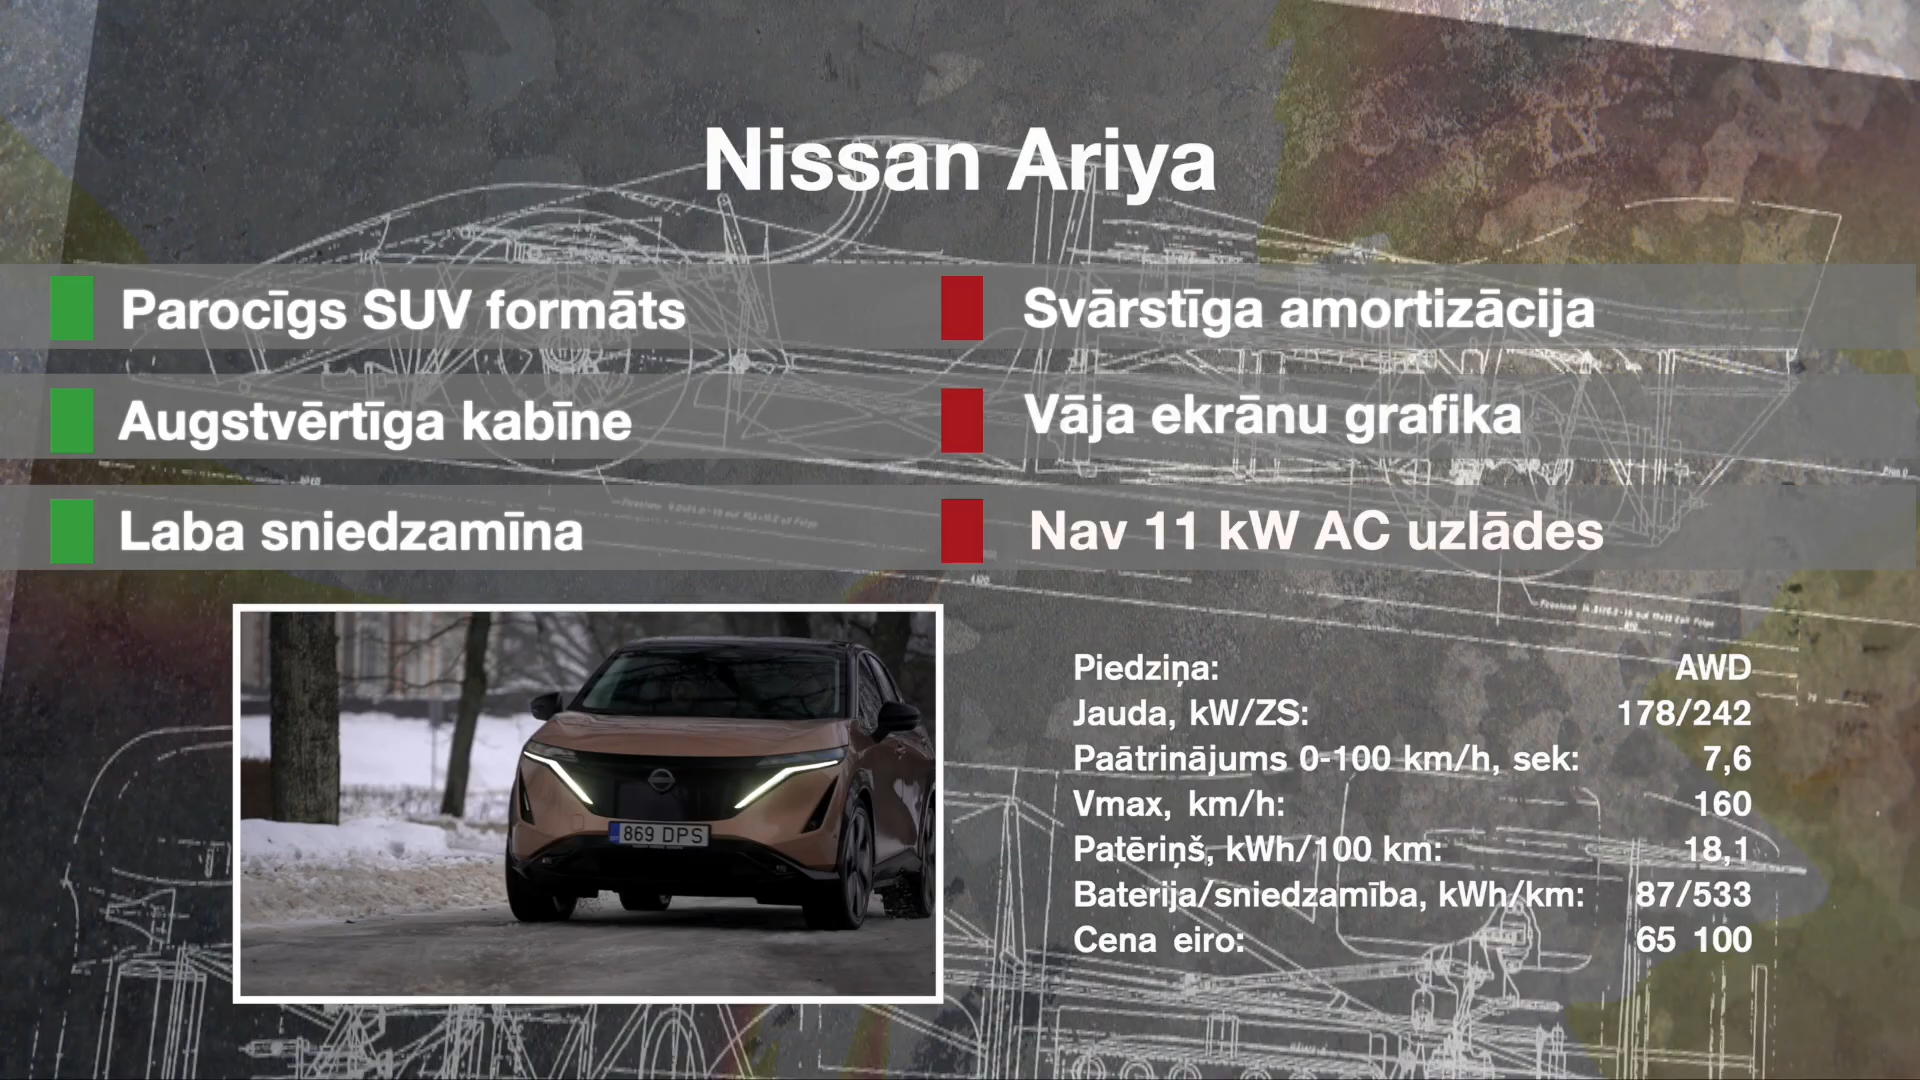 Nissan Ariya
Parocīgs SUV formāts
Svārstīga amortizācija
Augstvērtīga kabīne
Vāja ekrānu grafika
Laba sniedzamīna
Nav 11 kW AC uzlādes
869 DPS
Piedziņa: AWD
Jauda, kW/ZS: 178/242
Paātrinājums 0-100 km/h, sek: 7,6
Vmax, km/h: 160
Patēriņš, kWh/100 km: 18,1
Baterija/sniedzamība, kWh/km: 87/533
Cena eiro: 65 100